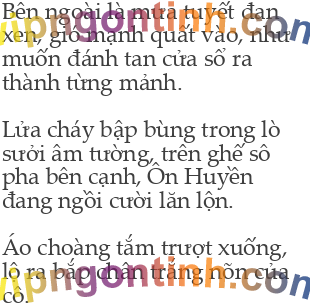 Bên ngoài là mưa tuyết đan
xen, gió mạnh quất vào, như
muốn đánh tan cửa sổ ra
thành từng mảnh.

Lửa cháy bập bùng trong lò
sưởi âm tường, trên ghế sô
pha bên cạnh, Ôn Huyền
đang ngồi cười lăn lộn.

Áo choàng tắm trượt xuống,
lộ ra bắp chân trắng nõn của
cô.